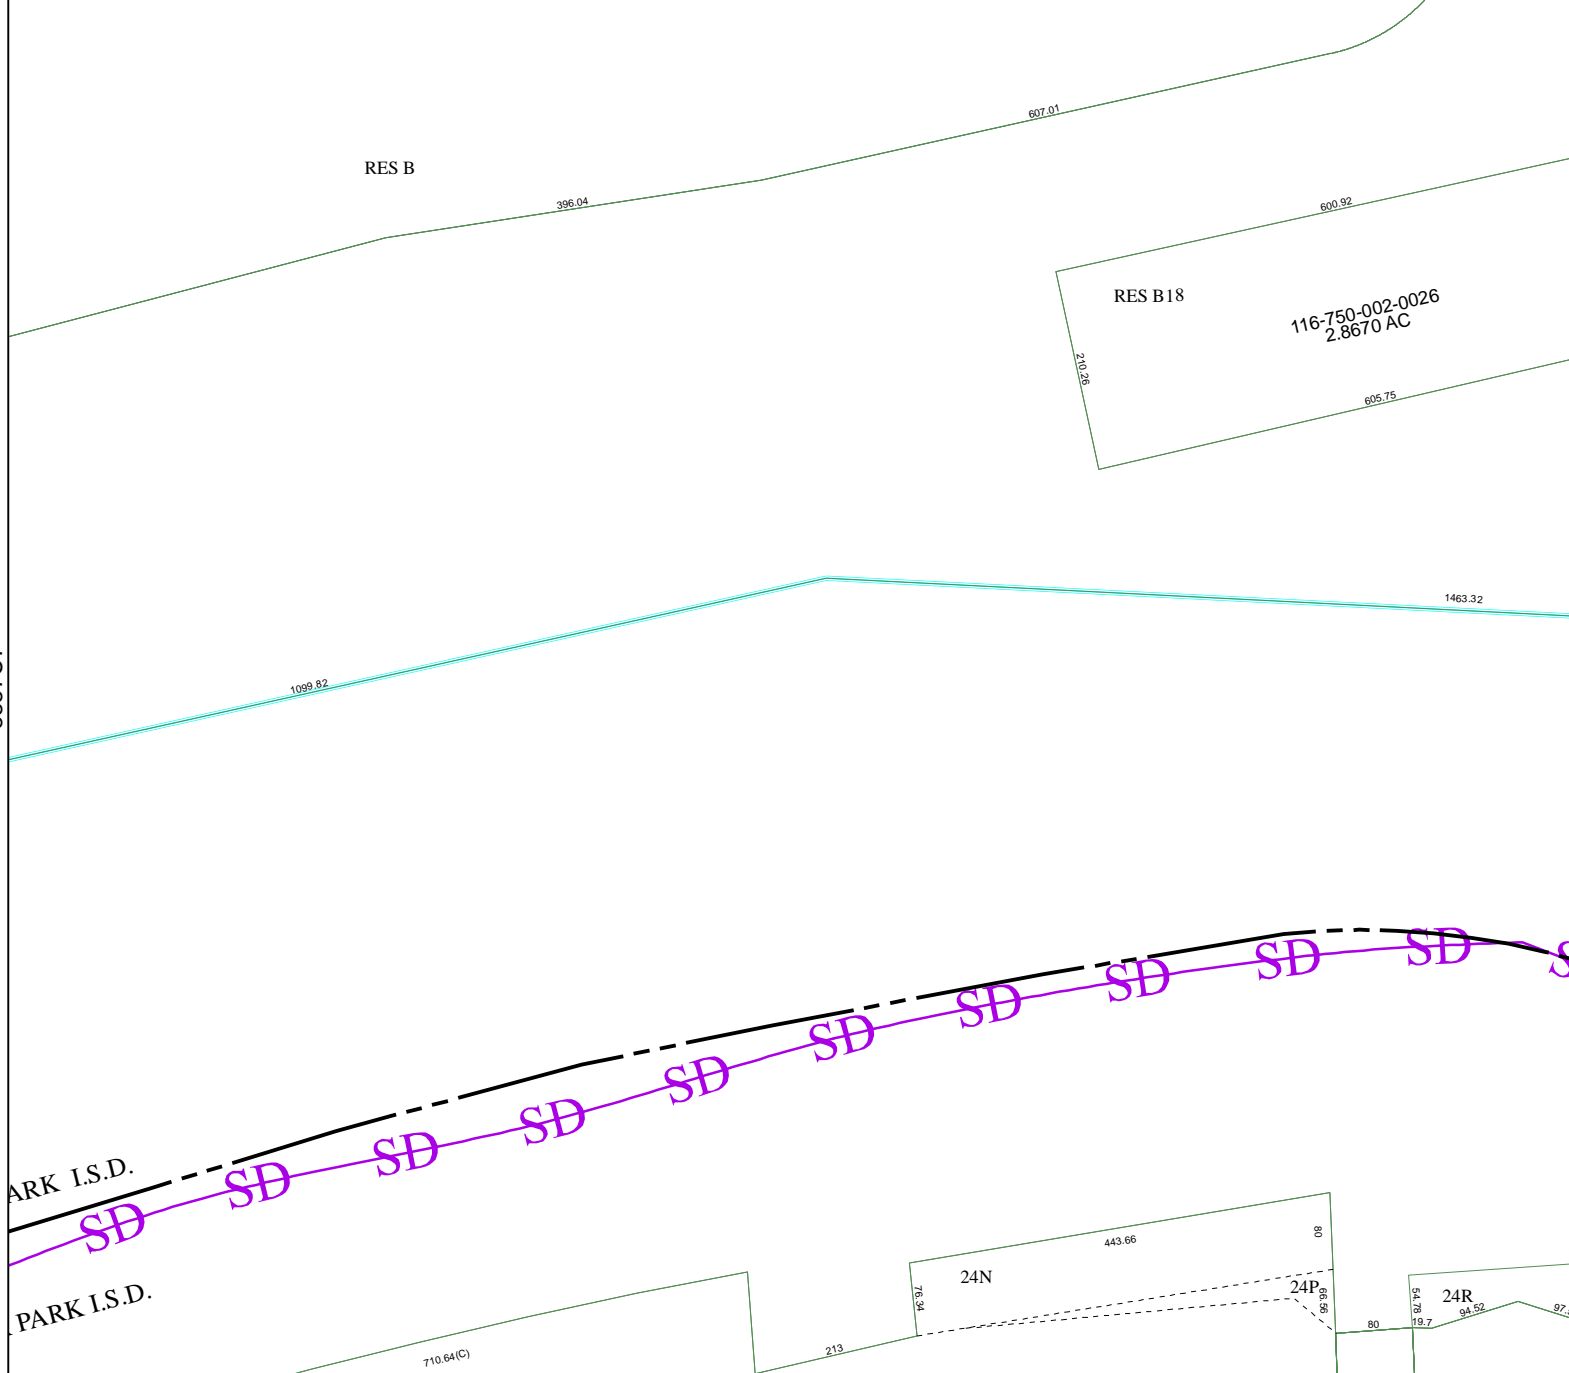 607.01
RES B
396.04
600.92
RES B18
116-750-002-0026
2.8670 AC
210.26
605.75
1463.32
1099.82
SD
SD
SD
SD
SD
SD
SD
SD
SD
SD
ARK I.S.D.
PARK I.S.D.
443.66
80
24N
24P
76.34
66.56
54.78
24R
94.52
19.7
80
213
710.64(C)